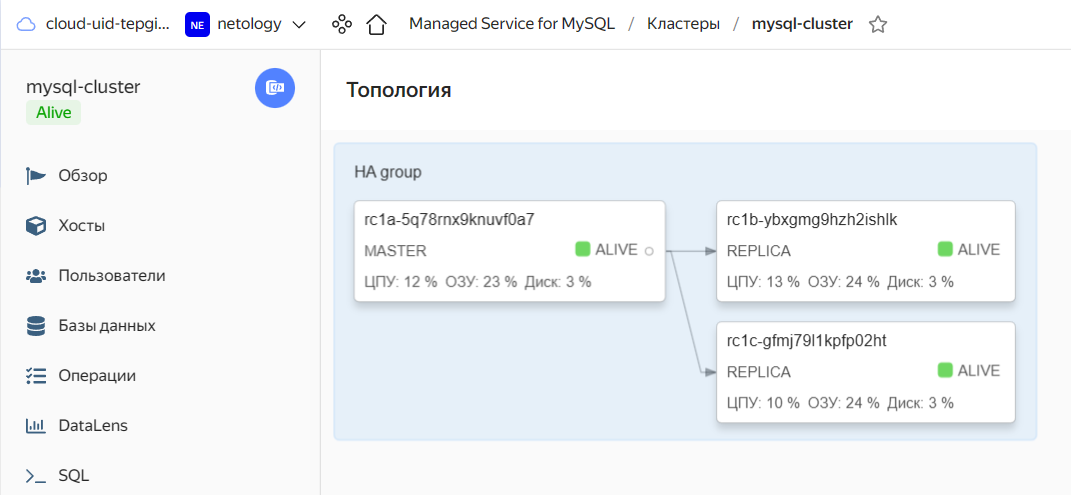 cloud-uid-tepgi... NE netology Managed Service for MySQL / Кластеры / mysql-cluster
mysql-cluster
Alive
Обзор
Хосты
Пользователи
Базы данных
Операции
DataLens
SQL
Топология
HA group
rc1a-5q78rnx9knuvf0a7
MASTER ALIVE
ЦПУ: 12 % ОЗУ: 23 % Диск: 3 %
rc1b-ybxgmg9hzh2ishlk
REPLICA ALIVE
ЦПУ: 13 % ОЗУ: 24 % Диск: 3 %
rc1c-gfmj79l1kpfp02ht
REPLICA ALIVE
ЦПУ: 10 % ОЗУ: 24 % Диск: 3 %